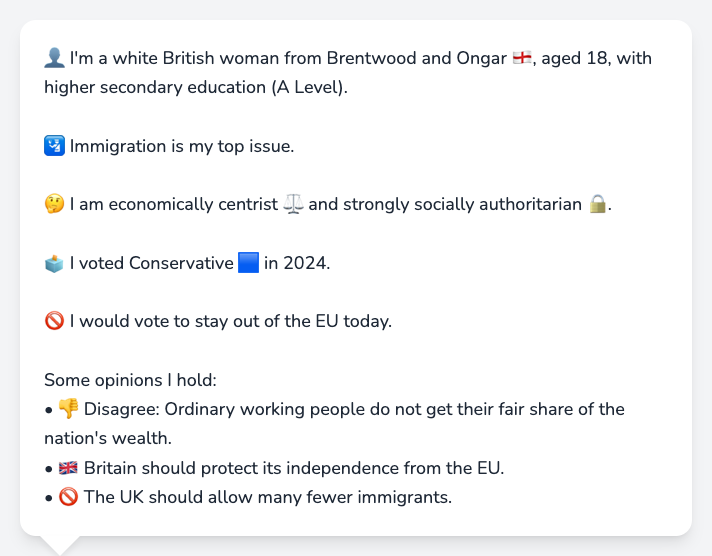 👤 I'm a white British woman from Brentwood and Ongar 🏴󠁧󠁢󠁥󠁮󠁧󠁿, aged 18, with
higher secondary education (A Level).
🛂 Immigration is my top issue.
🤔 I am economically centrist ⚖️ and strongly socially authoritarian 🔒.
🗳️ I voted Conservative 🟦 in 2024.
🚫 I would vote to stay out of the EU today.
Some opinions I hold:
• 👎 Disagree: Ordinary working people do not get their fair share of the
nation's wealth.
• 🇬🇧 Britain should protect its independence from the EU.
• 🚫 The UK should allow many fewer immigrants.